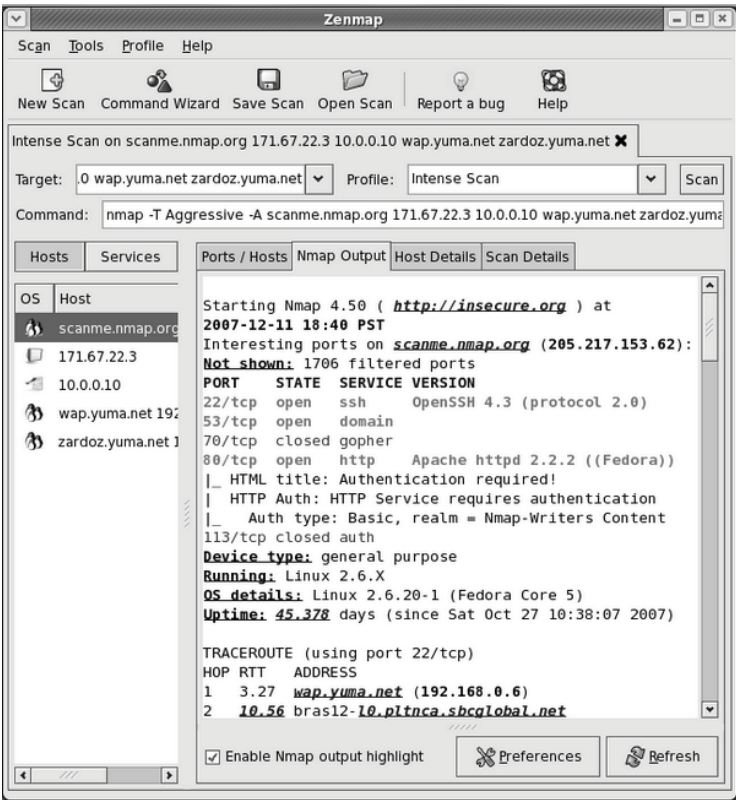 Zenmap
Scan Tools Profile Help
New Scan Command Wizard Save Scan Open Scan Report a bug Help
Intense Scan on scanme.nmap.org 171.67.22.3 10.0.0.10 wap.yuma.net zardoz.yuma.net
Target: .0 wap.yuma.net zardoz.yuma.net Profile: Intense Scan Scan
Command: nmap -T Aggressive -A scanme.nmap.org 171.67.22.3 10.0.0.10 wap.yuma.net zardoz.yuma
Hosts Services
OS Host
scanme.nmap.org
171.67.22.3
10.0.0.10
wap.yuma.net 192
zardoz.yuma.net 1
Ports / Hosts Nmap Output Host Details Scan Details
Starting Nmap 4.50 ( http://insecure.org ) at
2007-12-11 18:40 PST
Interesting ports on scanme.nmap.org (205.217.153.62):
Not shown: 1706 filtered ports
PORT STATE SERVICE VERSION
22/tcp open ssh OpenSSH 4.3 (protocol 2.0)
53/tcp open domain
70/tcp closed gopher
80/tcp open http Apache httpd 2.2.2 ((Fedora))
|_ HTML title: Authentication required!
| HTTP Auth: HTTP Service requires authentication
|_ Auth type: Basic, realm = Nmap-Writers Content
113/tcp closed auth
Device type: general purpose
Running: Linux 2.6.X
OS details: Linux 2.6.20-1 (Fedora Core 5)
Uptime: 45.378 days (since Sat Oct 27 10:38:07 2007)
TRACEROUTE (using port 22/tcp)
HOP RTT ADDRESS
1 3.27 wap.yuma.net (192.168.0.6)
2 10.56 bras12-l0.pltnca.sbcglobal.net
Enable Nmap output highlight Preferences Refresh